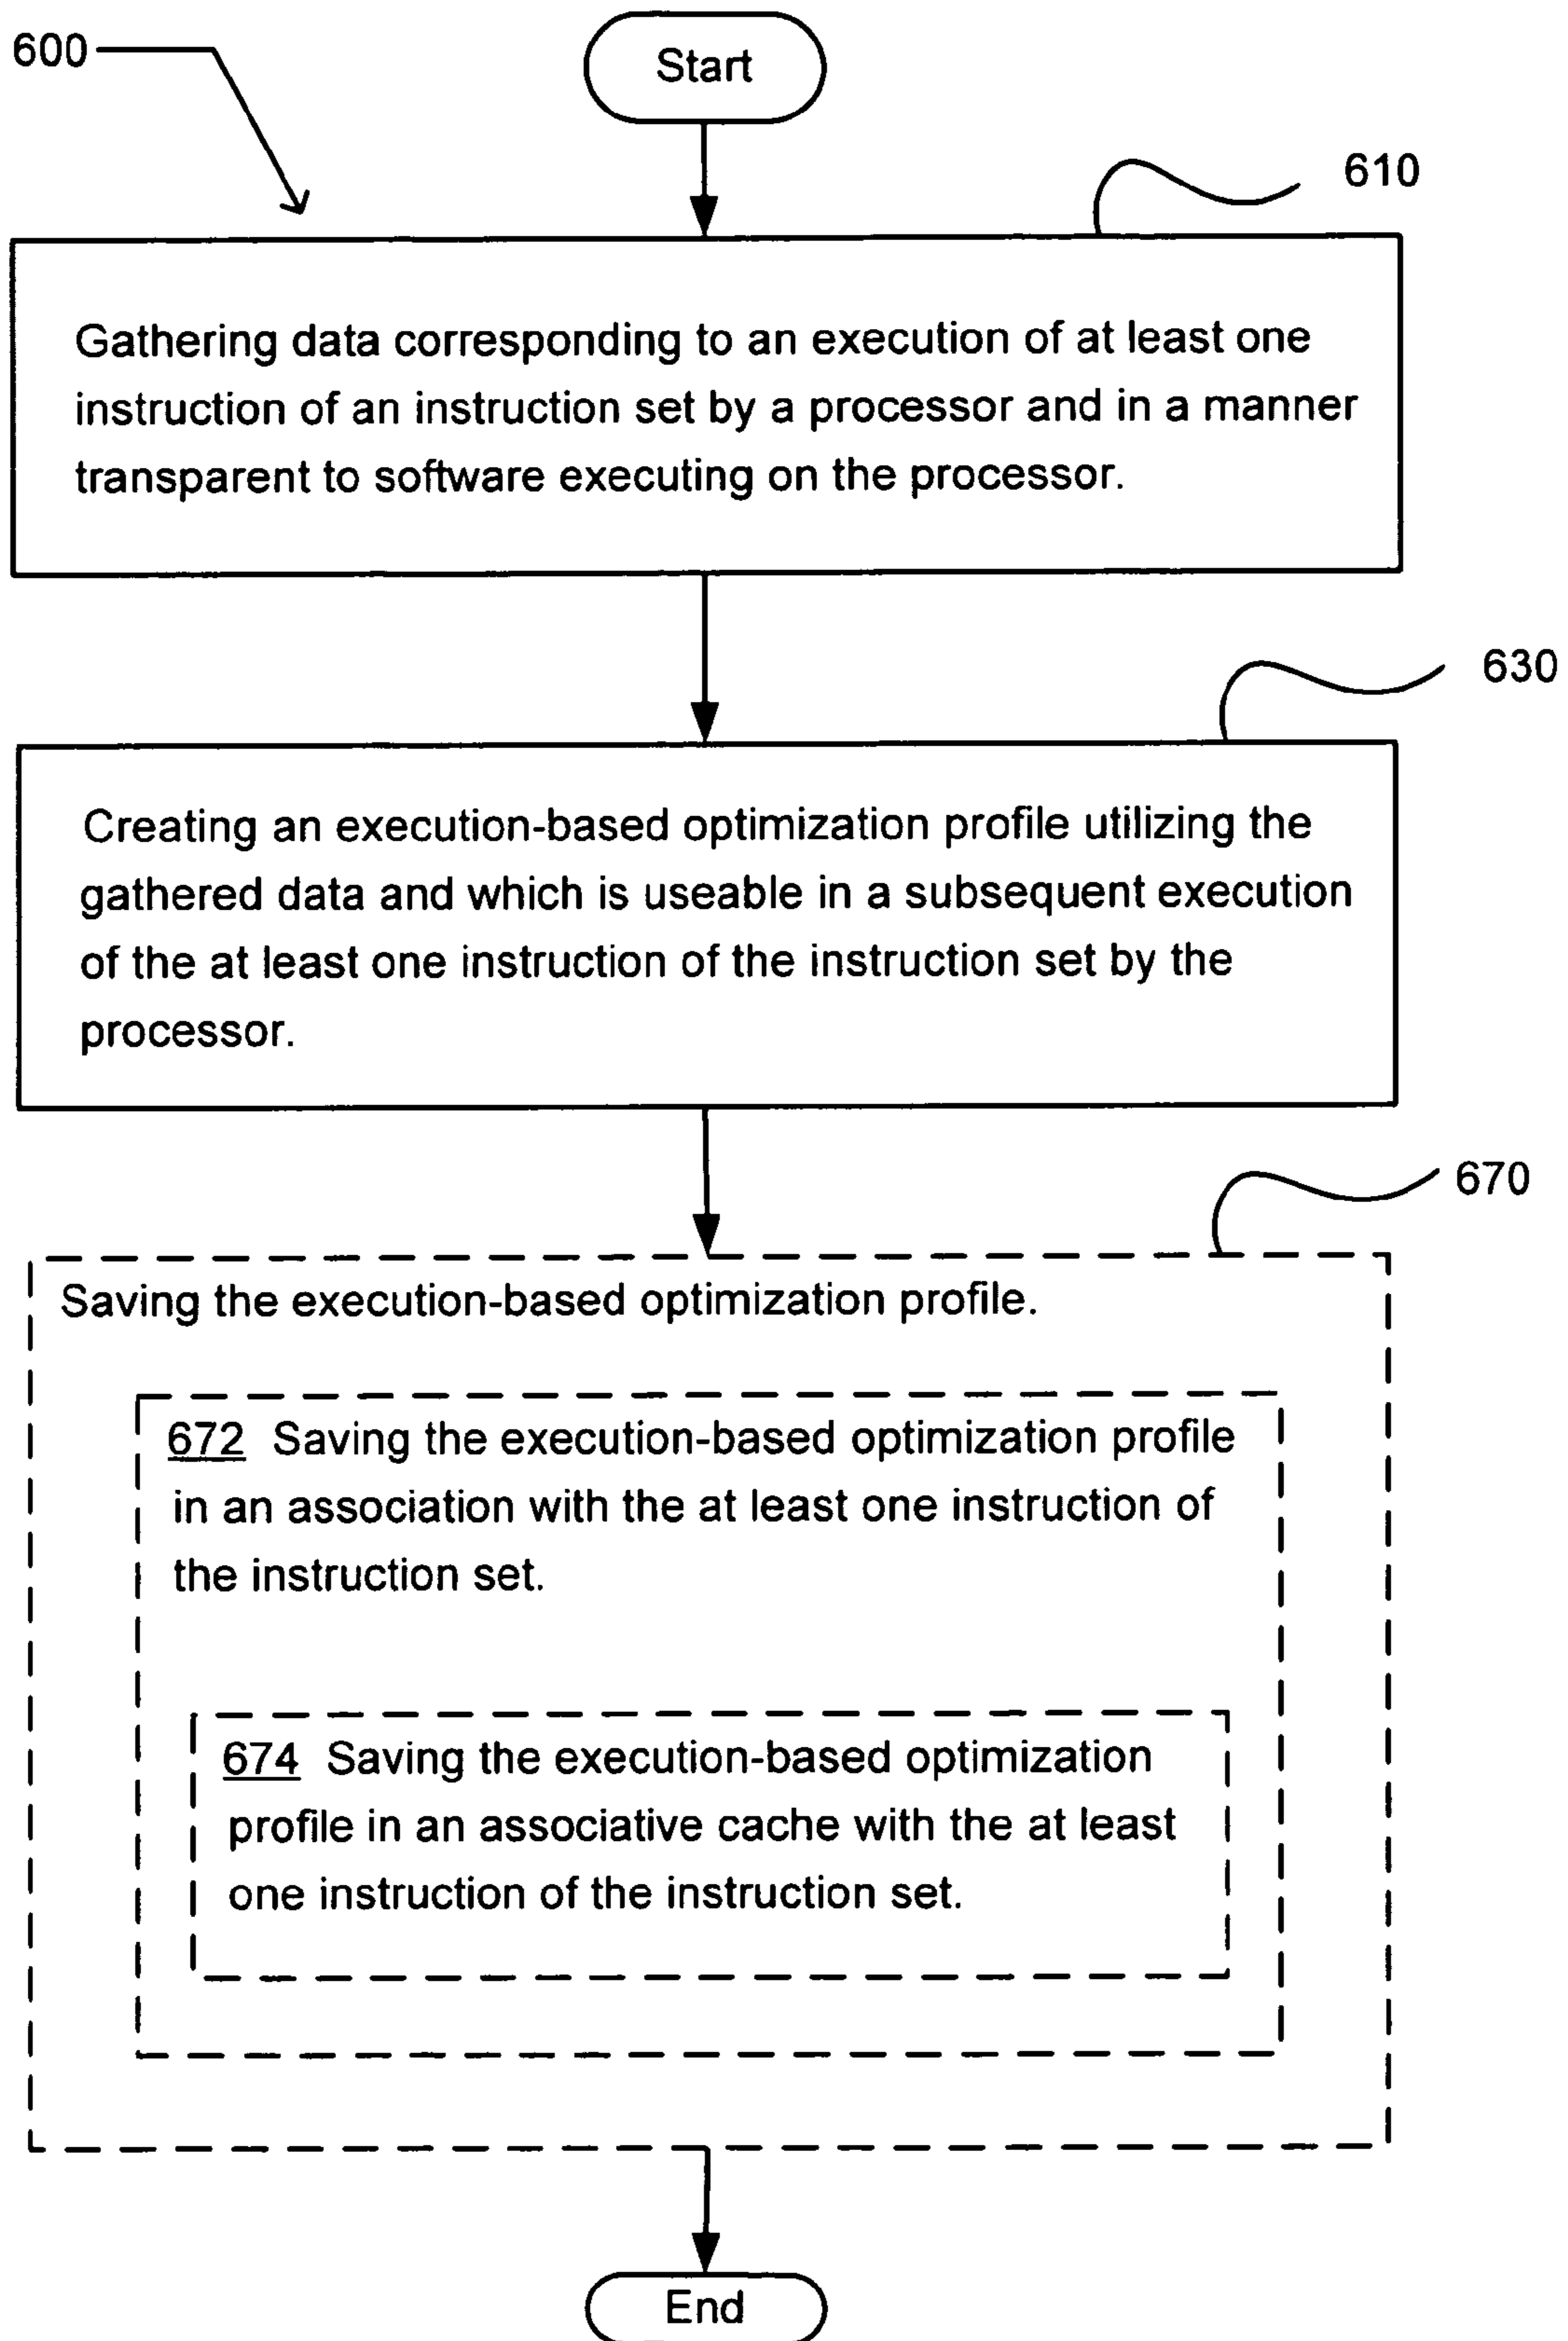 600
Start
610
Gathering data corresponding to an execution of at least one
instruction of an instruction set by a processor and in a manner
transparent to software executing on the processor.
630
Creating an execution-based optimization profile utilizing the
gathered data and which is useable in a subsequent execution
of the at least one instruction of the instruction set by the
processor.
670
Saving the execution-based optimization profile.
672 Saving the execution-based optimization profile
in an association with the at least one instruction of
the instruction set.
674 Saving the execution-based optimization
profile in an associative cache with the at least
one instruction of the instruction set.
End